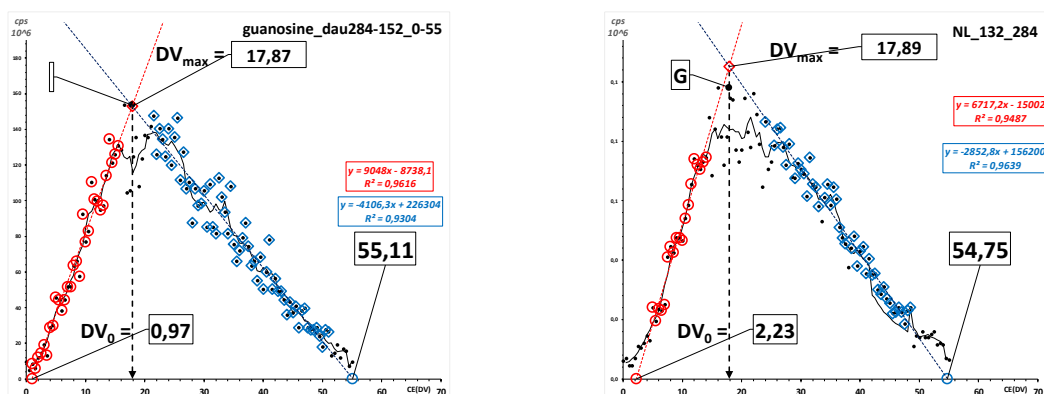 cps
10^6
guanosine_dau284-152_0-55
DVmax =
17,87
180
160
140
120
100
80
60
40
20
0
y = 9048x - 8738,1
R² = 0,9616
y = -4106,3x + 226304
R² = 0,9304
55,11
DV0 =
0,97
0 10 20 30 40 50 60 70
CE(DV)
cps
10^6
NL_132_284
DVmax =
17,89
G
0,1
0,1
0,1
0,0
0,0
0,0
y = 6717,2x - 15002
R² = 0,9487
y = -2852,8x + 156200
R² = 0,9639
54,75
DV0 =
2,23
0 10 20 30 40 50 60 70
CE(DV)